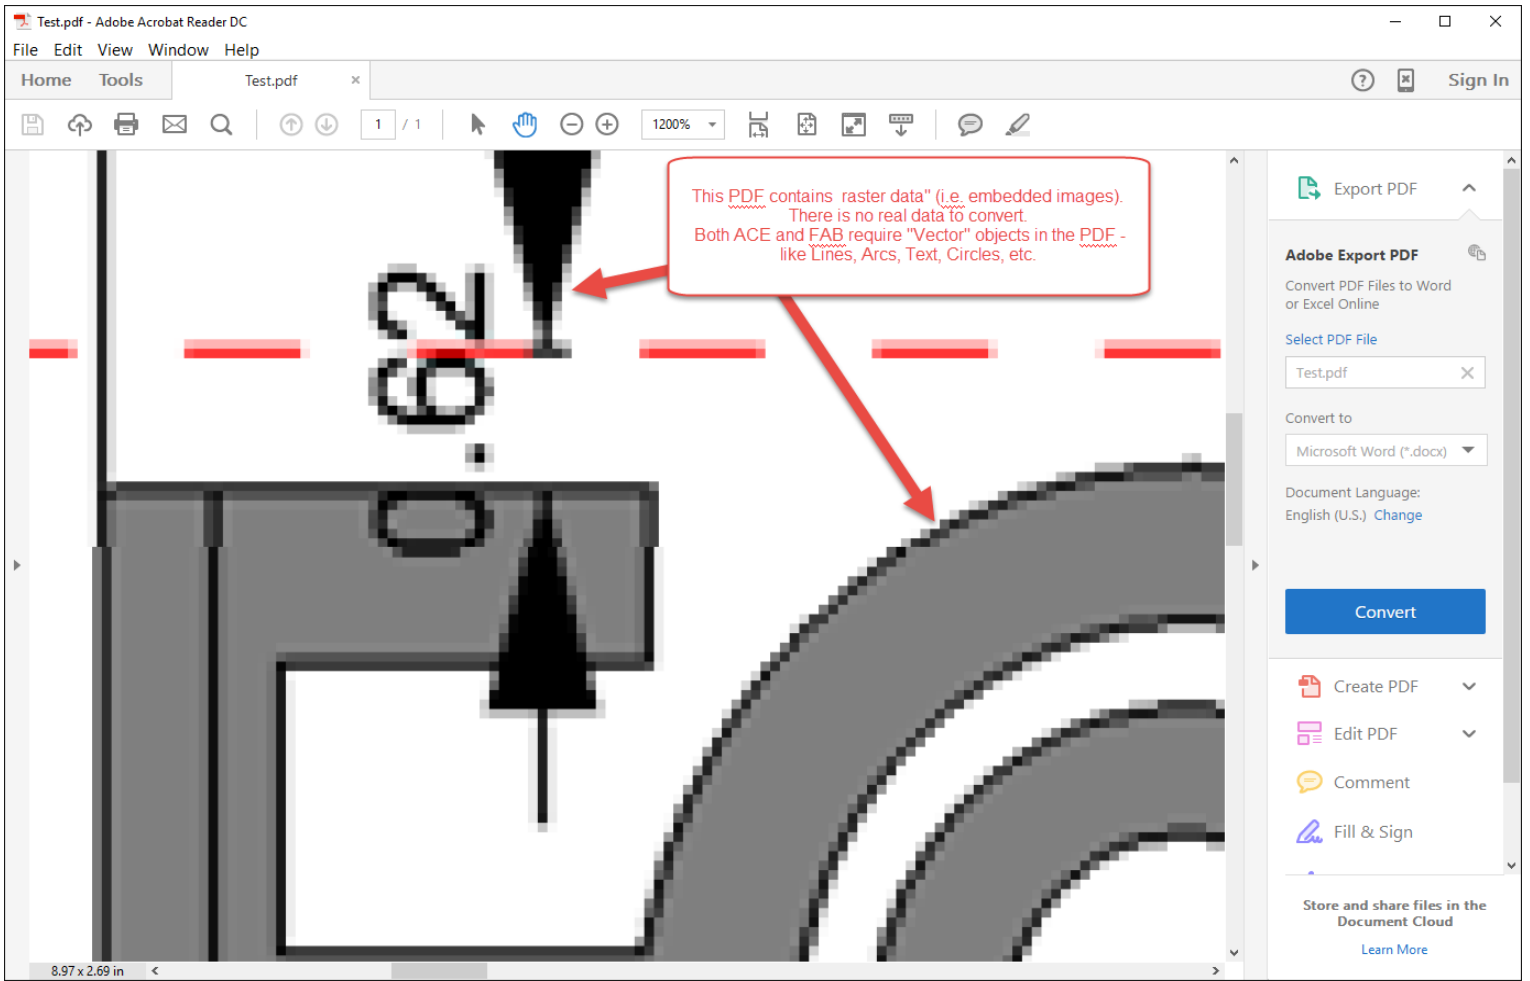 Test.pdf - Adobe Acrobat Reader DC
File Edit View Window Help
Home Tools Test.pdf × Sign In
1 / 1 1200%
This PDF contains  raster data" (i.e. embedded images).
There is no real data to convert.
Both ACE and FAB require "Vector" objects in the PDF -
like Lines, Arcs, Text, Circles, etc.
0.62
Export PDF
Adobe Export PDF
Convert PDF Files to Word
or Excel Online
Select PDF File
Test.pdf
Convert to
Microsoft Word (*.docx)
Document Language:
English (U.S.) Change
Convert
Create PDF
Edit PDF
Comment
Fill & Sign
Store and share files in the
Document Cloud
Learn More
8.97 x 2.69 in